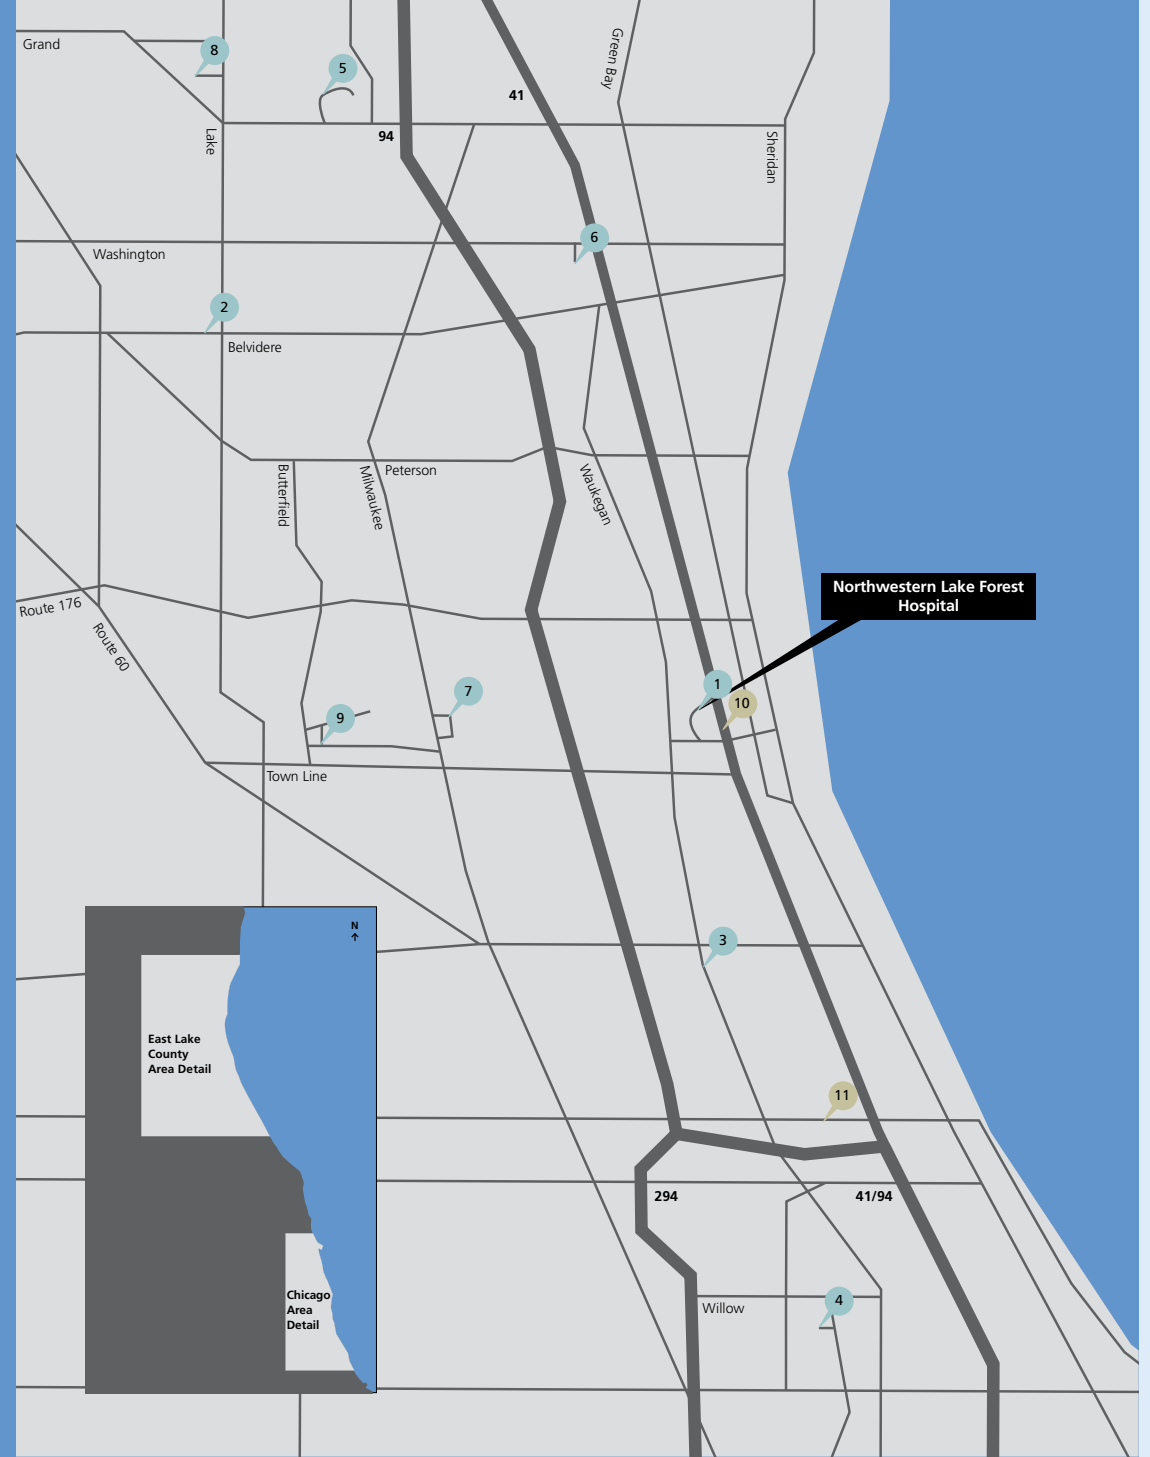 Grand
8
5
41
Green Bay
94
Lake
Sheridan
6
Washington
2
Belvidere
Butterfield
Milwaukee
Peterson
Waukegan
Northwestern Lake Forest
Hospital
Route 176
Route 60
1
7
10
9
Town Line
N
3
East Lake
County
Area Detail
11
294
41/94
Chicago
Area
Detail
Willow
4